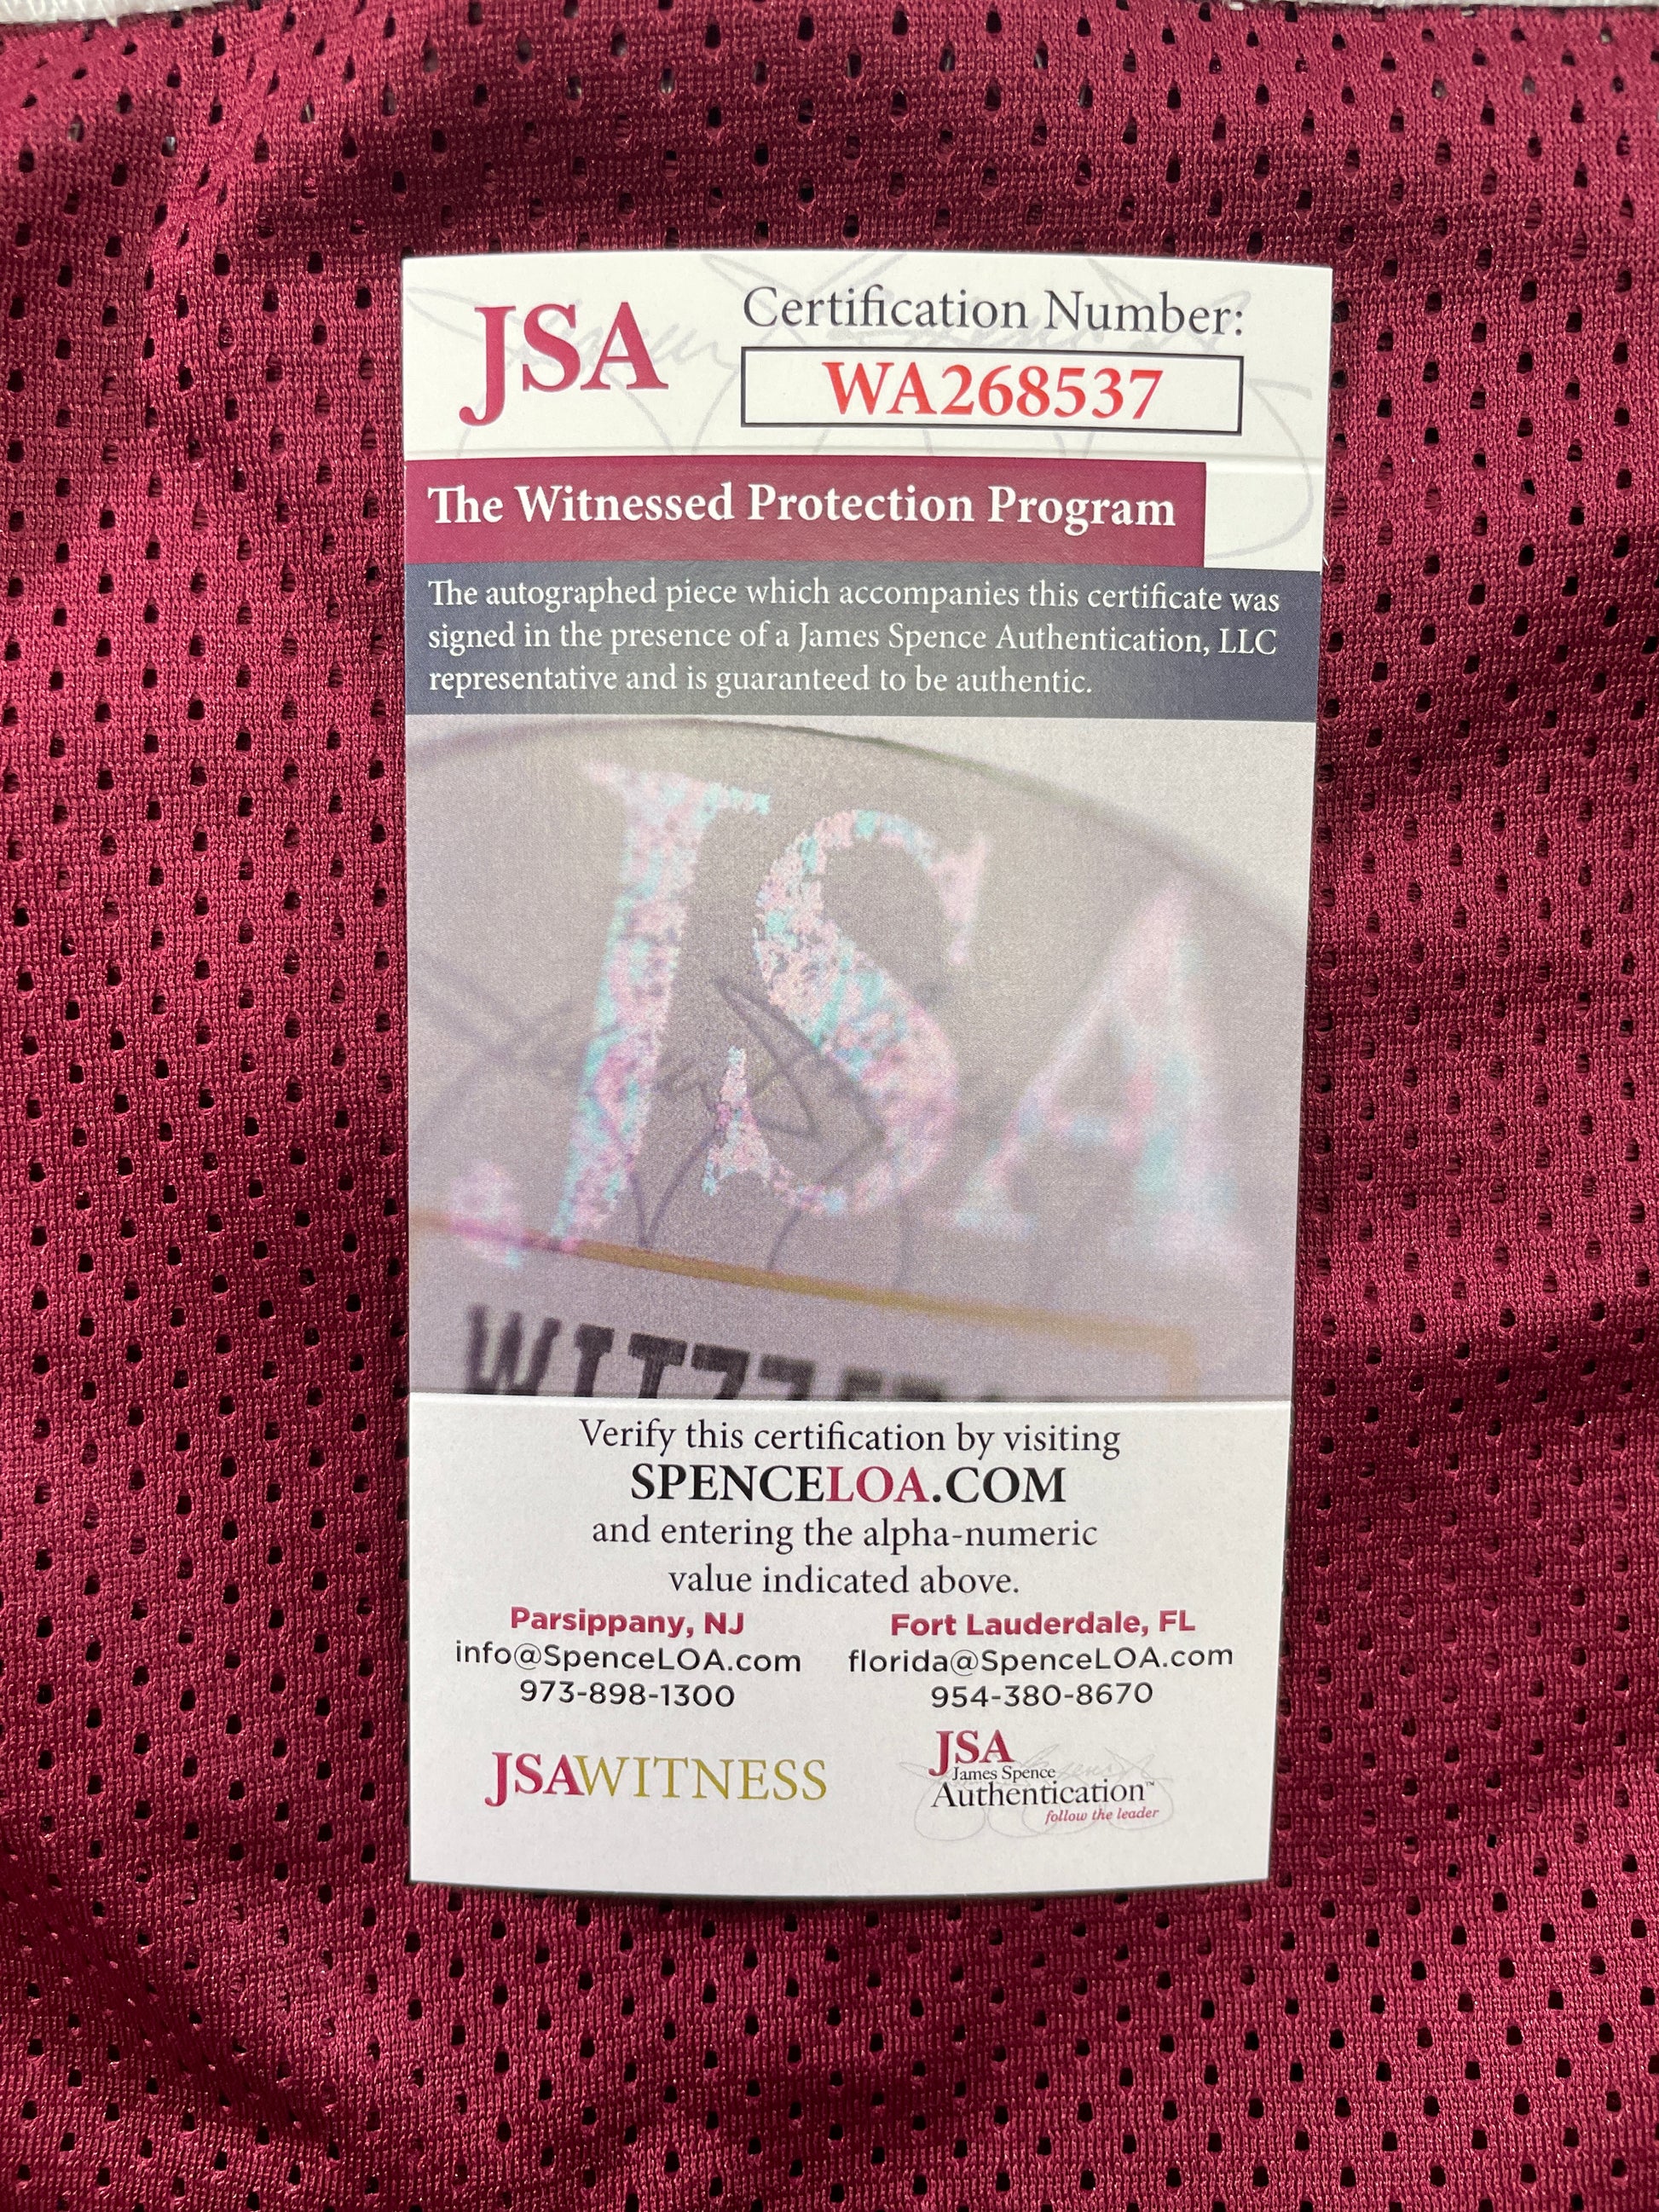 JSA
Certification Number:
WA268537
The Witnessed Protection Program
The autographed piece which accompanies this certificate was
signed in the presence of a James Spence Authentication, LLC
representative and is guaranteed to be authentic.
JSA
Verify this certification by visiting
SPENCELOA.COM
and entering the alpha-numeric
value indicated above.
Parsippany, NJ
info@SpenceLOA.com
973-898-1300
Fort Lauderdale, FL
florida@SpenceLOA.com
954-380-8670
JSAWITNESS
JSA
James Spence
Authentication™
follow the leader